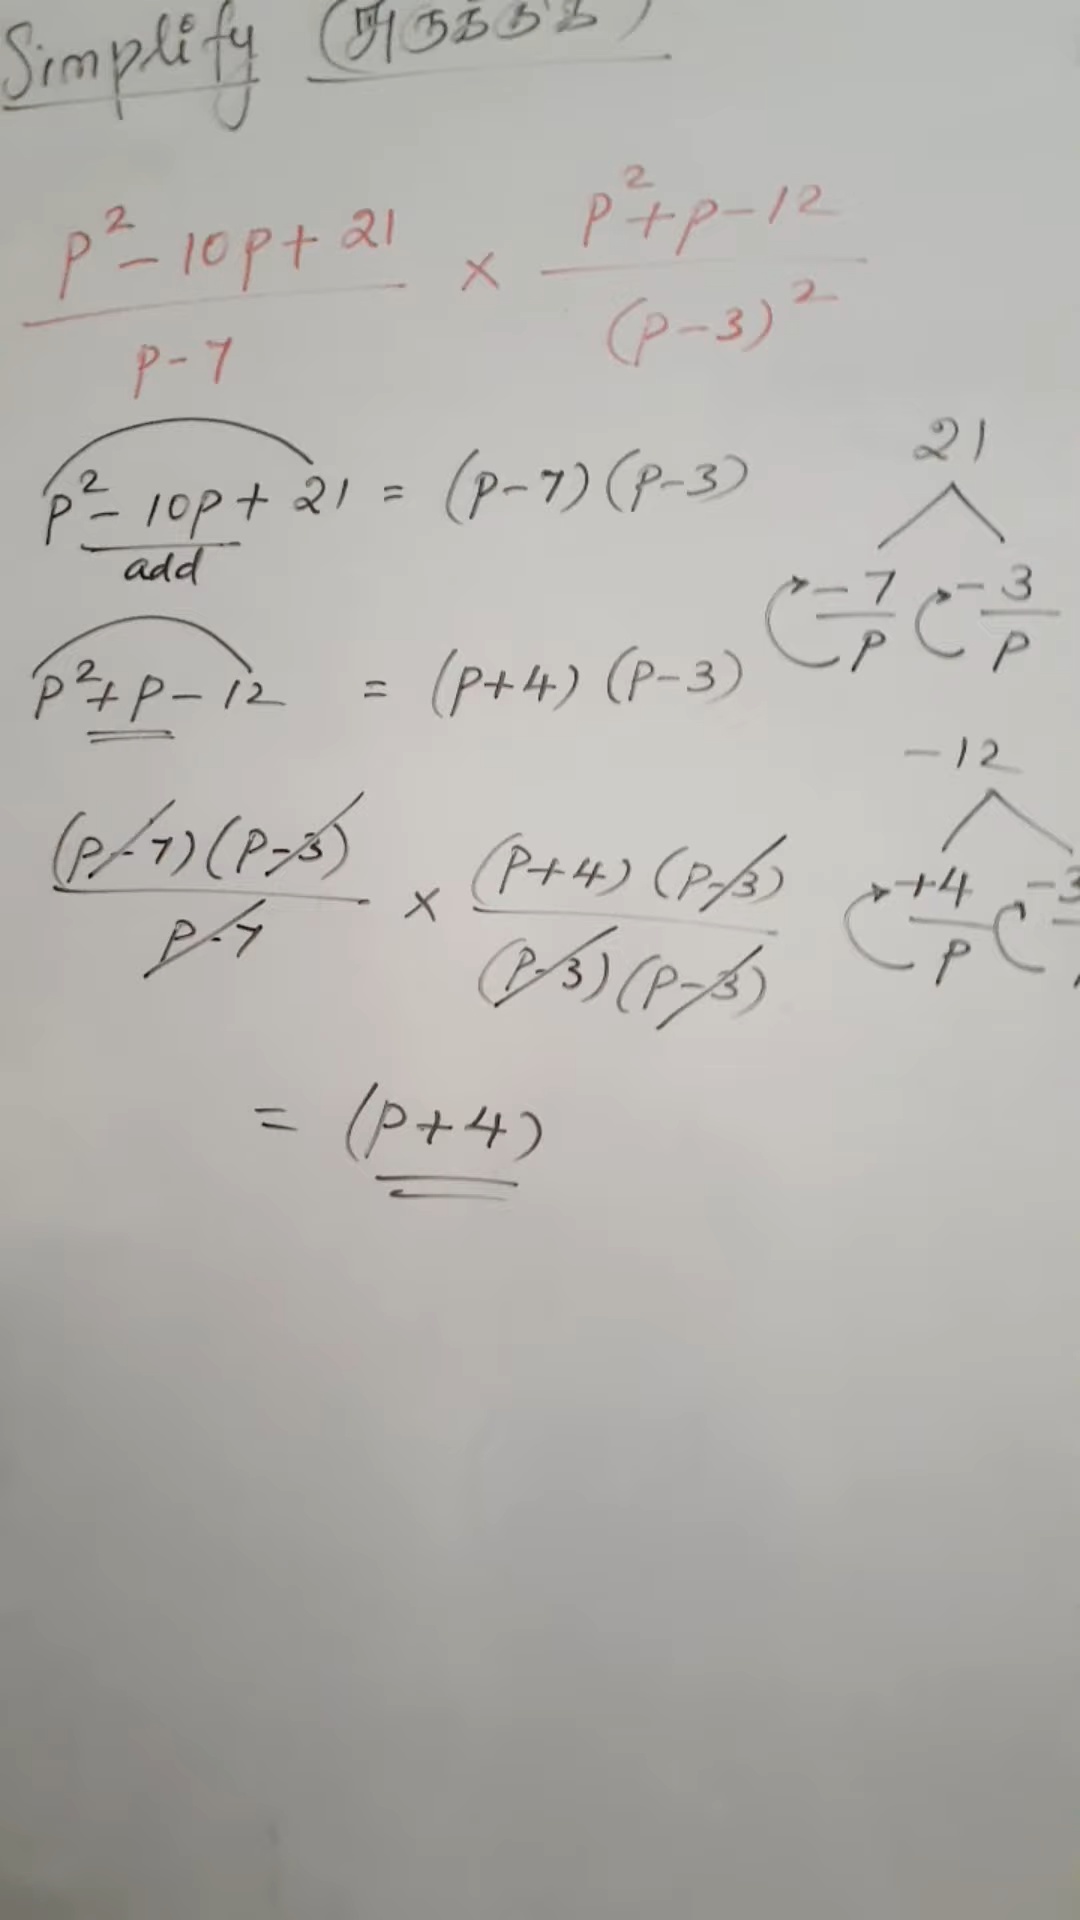 Simplify (சுருக்குக)
p² - 10p + 21 / p - 7 × p² + p - 12 / (p - 3)²
p² - 10p + 21 = (p - 7) (p - 3)
add
21
-7/p -3/p
p² + p - 12 = (p + 4) (p - 3)
-12
+4/p -3
(p - 7) (p - 3) / p - 7 × (p + 4) (p - 3) / (p - 3) (p - 3)
= (p + 4)